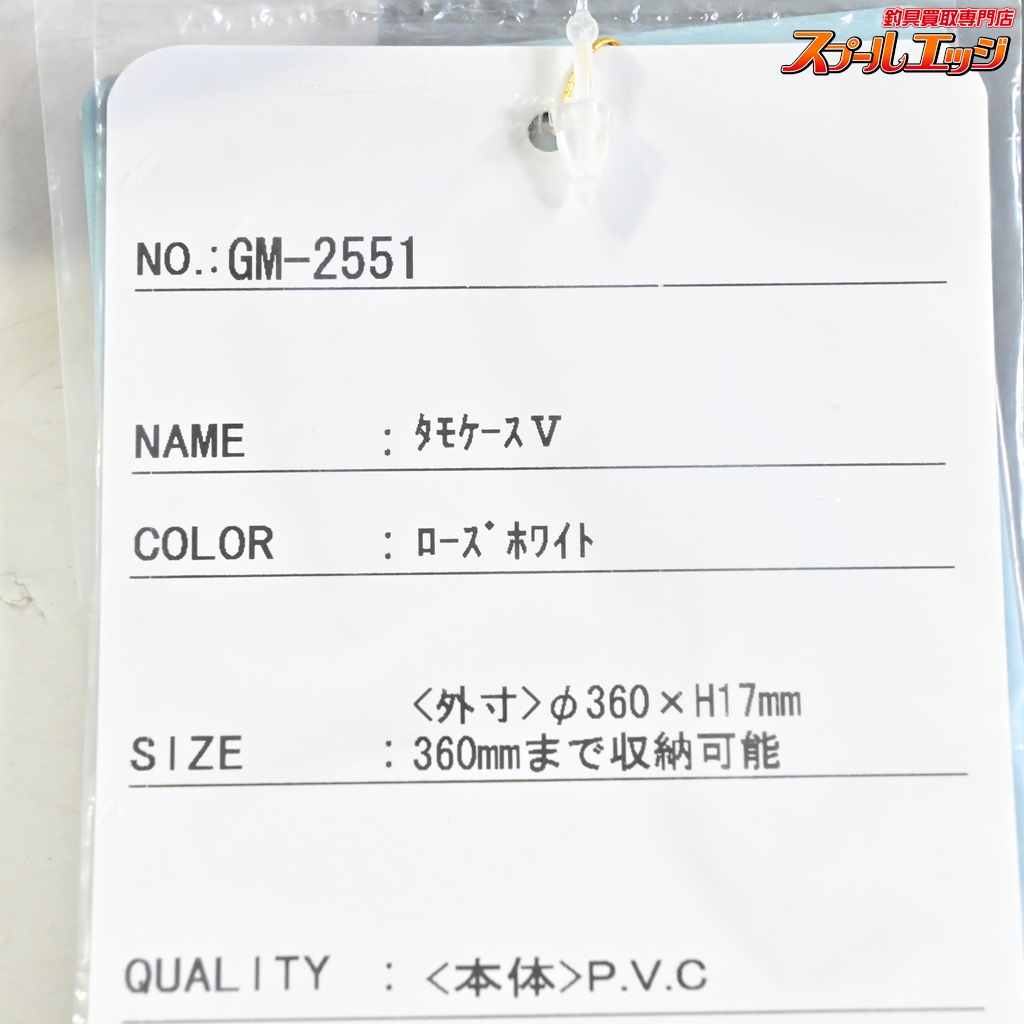 釣具買取専門店
スプールエッジ
NO.:GM-2551
NAME : ﾀﾓｹｰｽV
COLOR : ﾛｰｽﾞﾎﾜｲﾄ
<外寸>φ360×H17mm
SIZE : 360mmまで収納可能
QUALITY : <本体>P.V.C